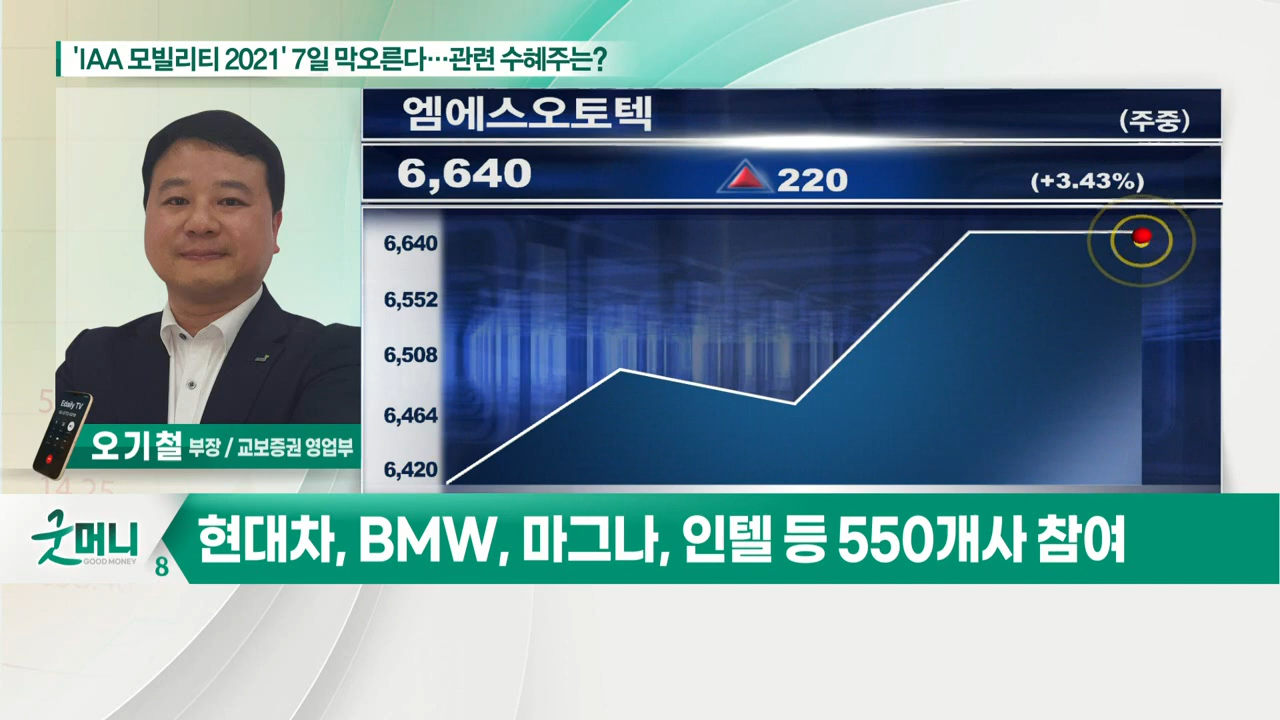 'IAA 모빌리티 2021' 7일 막오른다…관련 수혜주는?
엠에스오토텍
(주중)
6,640
220
(+3.43%)
6,640
6,552
6,508
6,464
6,420
Edaily TV
오기철 부장 / 교보증권 영업부
14.25
굿머니
GOOD MONEY
8
현대차, BMW, 마그나, 인텔 등 550개사 참여